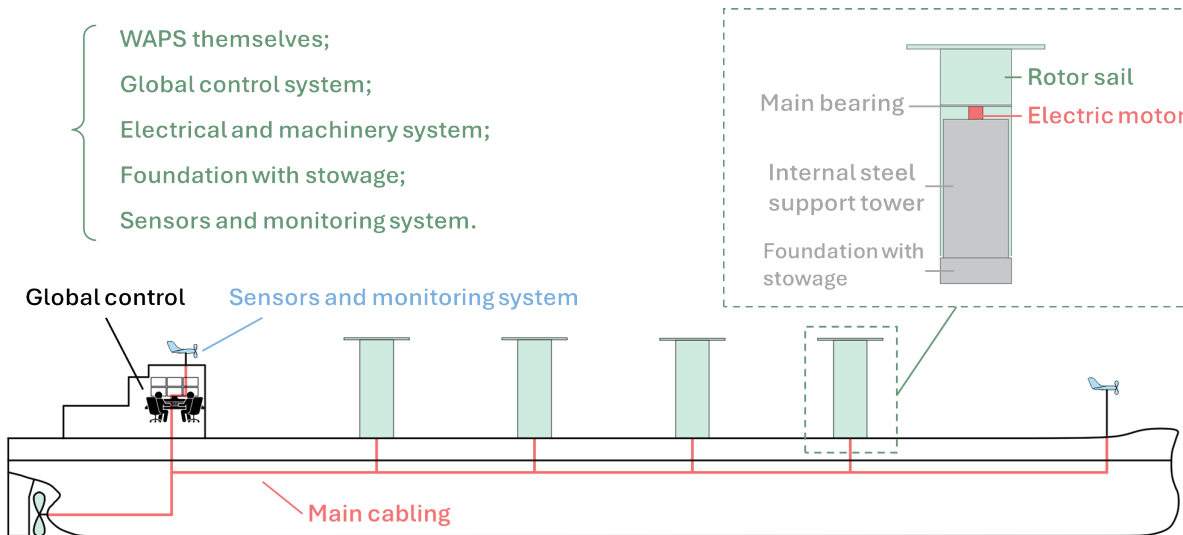 WAPS themselves;
Global control system;
Electrical and machinery system;
Foundation with stowage;
Sensors and monitoring system.
Rotor sail
Main bearing
Electric motor
Internal steel
support tower
Foundation with
stowage
Global control
Sensors and monitoring system
Main cabling